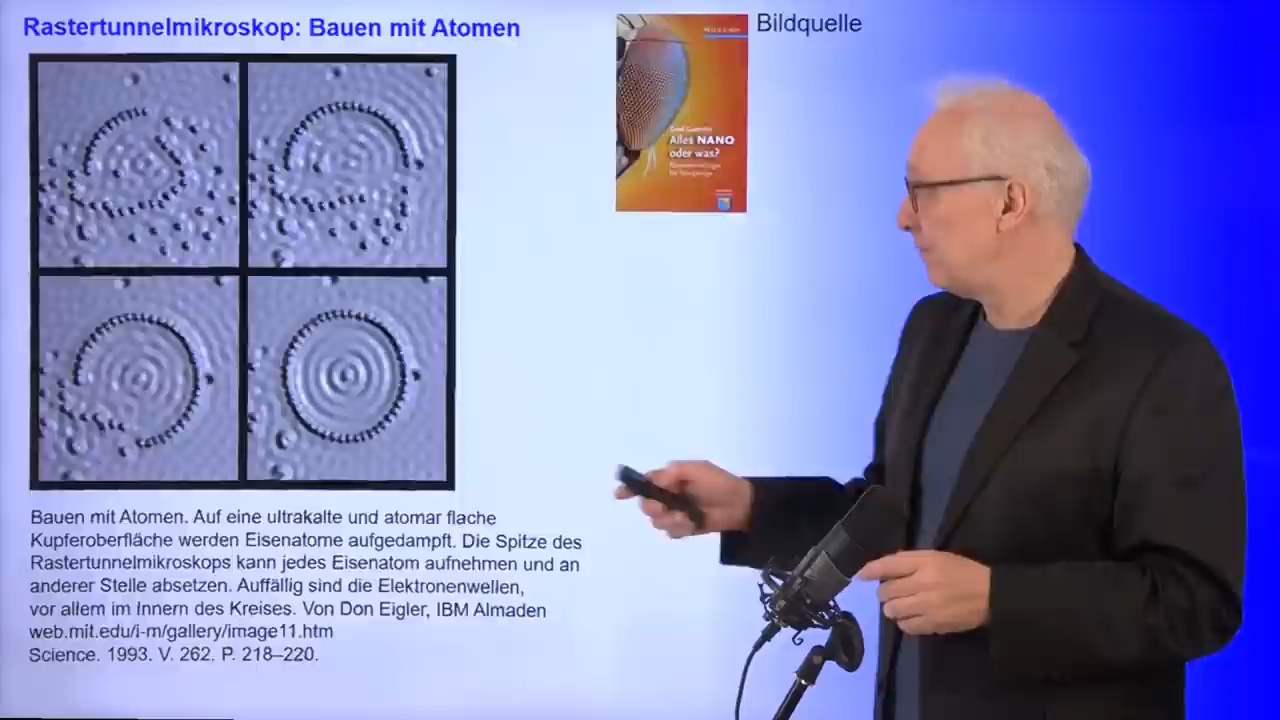 Rastertunnelmikroskop: Bauen mit Atomen
Bildquelle
Alles NANO
oder was?
Bauen mit Atomen. Auf eine ultrakalte und atomar flache
Kupferoberfläche werden Eisenatome aufgedampft. Die Spitze des
Rastertunnelmikroskops kann jedes Eisenatom aufnehmen und an
anderer Stelle absetzen. Auffällig sind die Elektronenwellen,
vor allem im Innern des Kreises. Von Don Eigler, IBM Almaden
web.mit.edu/i-m/gallery/image11.htm
Science. 1993. V. 262. P. 218–220.